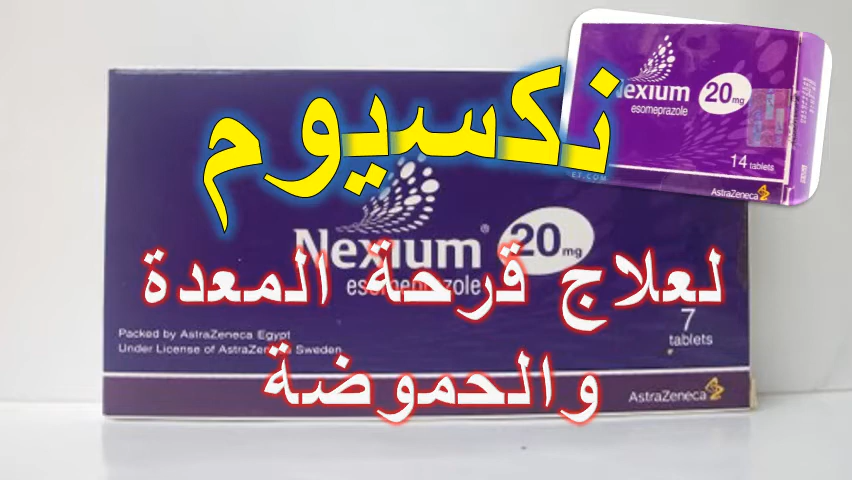 نكسيوم
لعلاج قرحة المعدة
والحموضة
Nexium®
20mg
esomeprazole
7
tablets
Packed by AstraZeneca Egypt
Under License of AstraZeneca Sweden
AstraZeneca
Nexium
20mg
esomeprazole
14 tablets
AstraZeneca